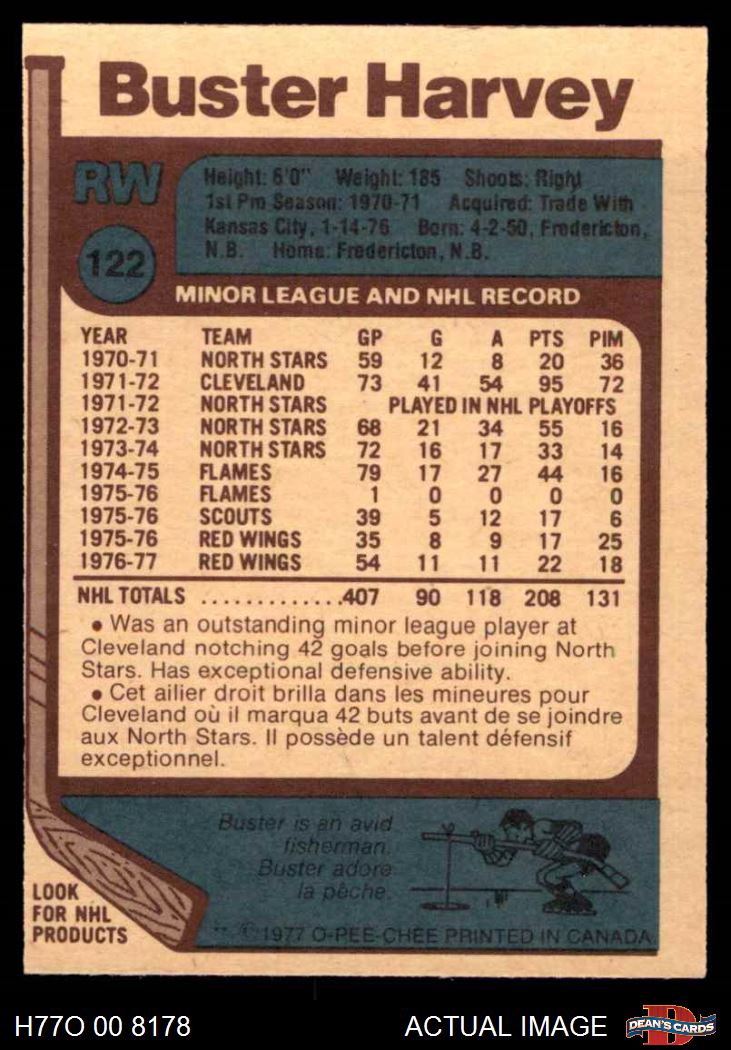 Buster Harvey
RW
122
Height: 6'0" Weight: 185 Shoots: Right
1st Pro Season: 1970-71 Acquired: Trade With
Kansas City, 1-14-76 Born: 4-2-50, Fredericton,
N.B. Home: Fredericton, N.B.
MINOR LEAGUE AND NHL RECORD
YEAR TEAM GP G A PTS PIM
1970-71 NORTH STARS 59 12 8 20 36
1971-72 CLEVELAND 73 41 54 95 72
1971-72 NORTH STARS PLAYED IN NHL PLAYOFFS
1972-73 NORTH STARS 68 21 34 55 16
1973-74 NORTH STARS 72 16 17 33 14
1974-75 FLAMES 79 17 27 44 16
1975-76 FLAMES 1 0 0 0 0
1975-76 SCOUTS 39 5 12 17 6
1975-76 RED WINGS 35 8 9 17 25
1976-77 RED WINGS 54 11 11 22 18
NHL TOTALS ..............407 90 118 208 131
• Was an outstanding minor league player at
Cleveland notching 42 goals before joining North
Stars. Has exceptional defensive ability.
• Cet ailier droit brilla dans les mineures pour
Cleveland où il marqua 42 buts avant de se joindre
aux North Stars. Il possède un talent défensif
exceptionnel.
Buster is an avid
fisherman.
Buster adore
la pêche.
LOOK
FOR NHL
PRODUCTS
** © 1977 O-PEE-CHEE PRINTED IN CANADA
H77O 00 8178
ACTUAL IMAGE
D
DEAN'S CARDS